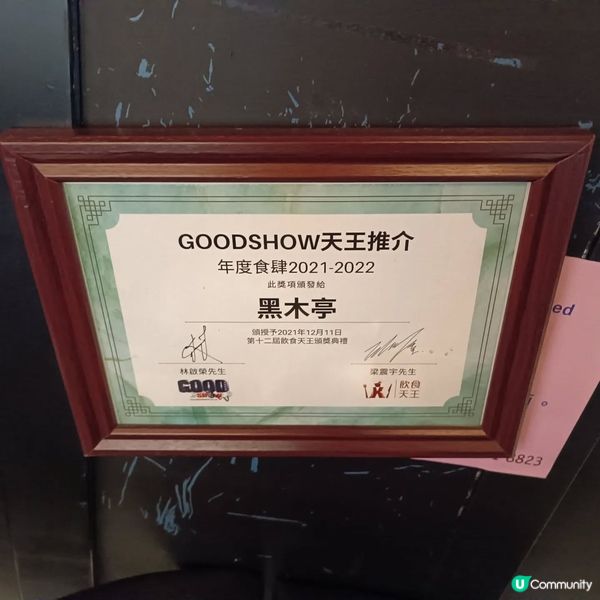 GOODSHOW天王推介
年度食肆2021-2022
此獎項頒發給
黑木亭
頒授予2021年12月11日
第十二屆飲食天王頒獎典禮
林啟榮先生
梁震宇先生
GOOD
SHOW
飲食
天王
ed
8823
U Community